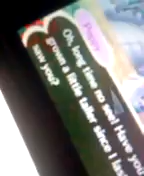 Oh, long time no see! Have you
grown a little taller since I last
saw you?